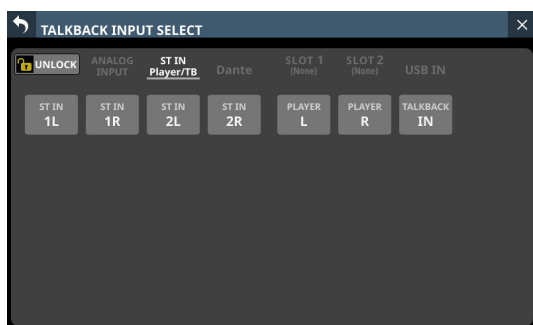 TALKBACK INPUT SELECT
UNLOCK
ANALOG
INPUT
ST IN
Player/TB
Dante
SLOT 1
(None)
SLOT 2
(None)
USB IN
ST IN
1L
ST IN
1R
ST IN
2L
ST IN
2R
PLAYER
L
PLAYER
R
TALKBACK
IN